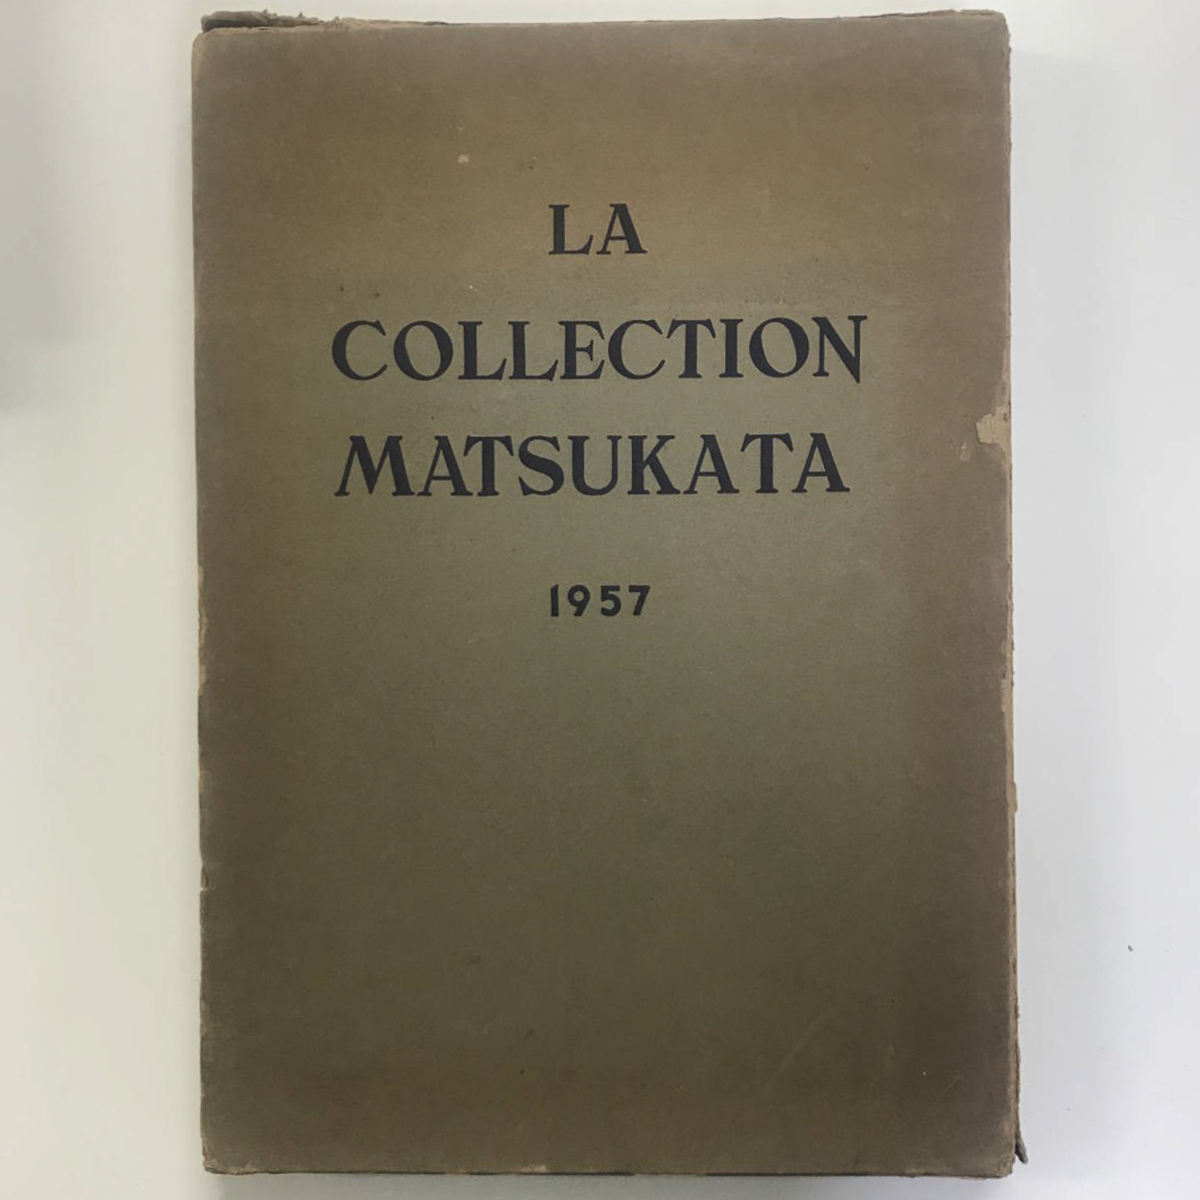 LA
COLLECTION
MATSUKATA
1957